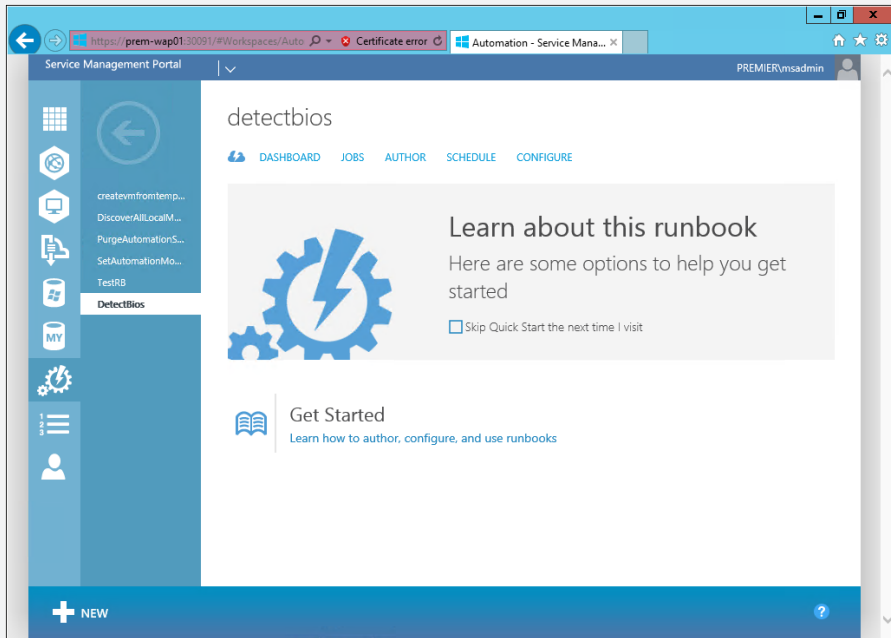 https://prem-wap01:30091/#Workspaces/Auto
Certificate error
Automation - Service Mana...
Service Management Portal
PREMIER\msadmin
detectbios
DASHBOARD JOBS AUTHOR SCHEDULE CONFIGURE
createvmfromtemp...
DiscoverAllLocalM...
PurgeAutomationS...
SetAutomationMo...
TestRB
DetectBios
MY
1
2
3
Learn about this runbook
Here are some options to help you get
started
Skip Quick Start the next time I visit
Get Started
Learn how to author, configure, and use runbooks
NEW
?